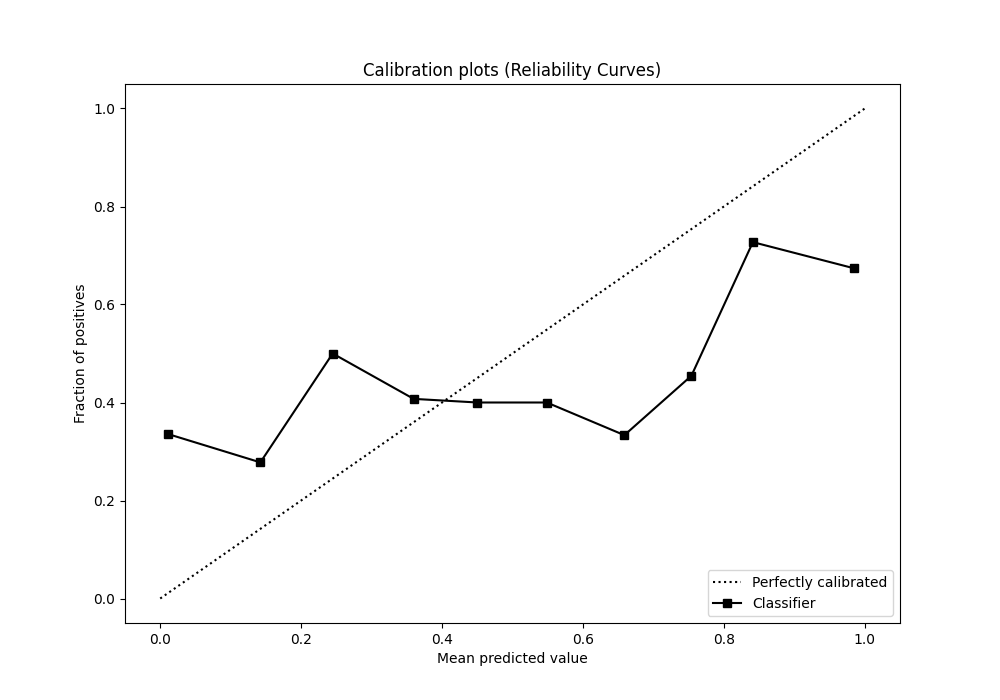 Calibration plots (Reliability Curves)
1.0
0.8
0.6
0.4
0.2
0.0
Fraction of positives
0.0 0.2 0.4 0.6 0.8 1.0
Mean predicted value
Perfectly calibrated
Classifier